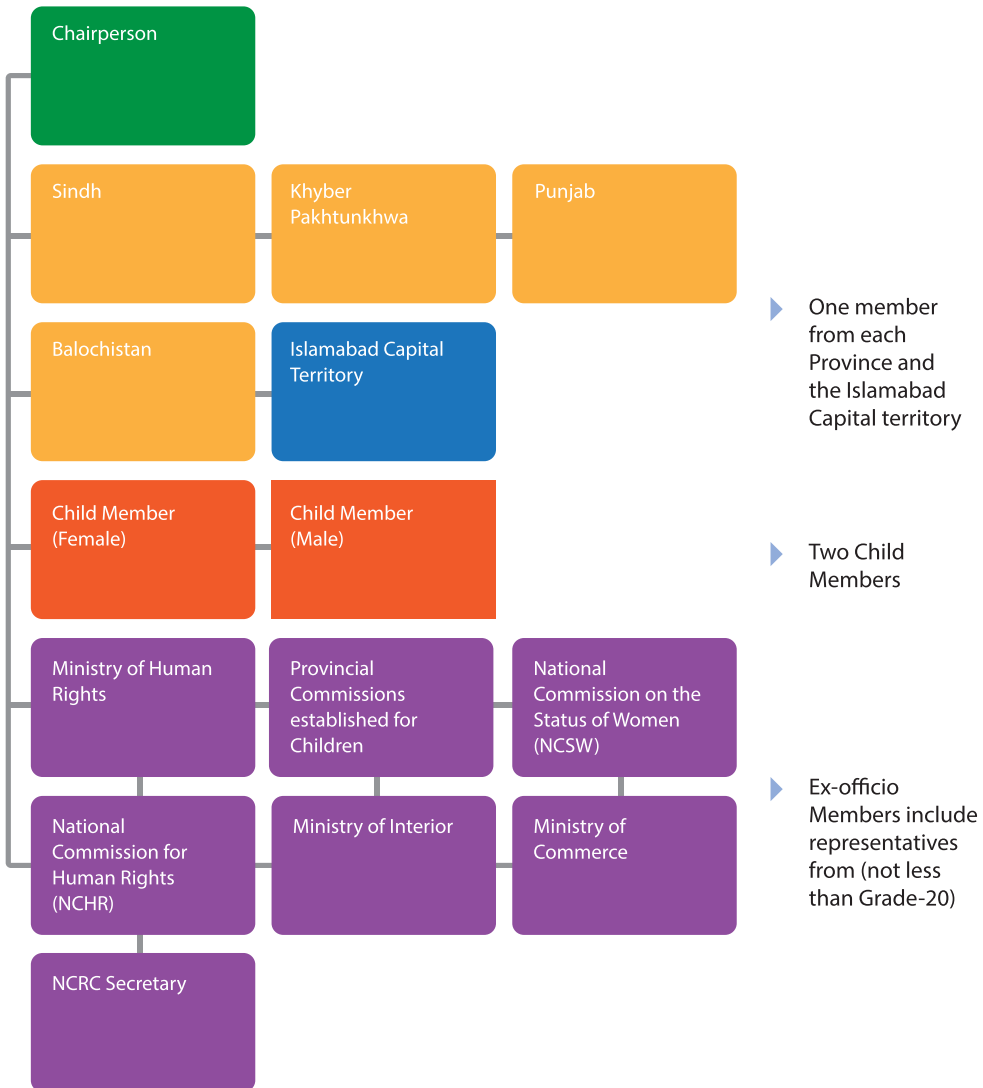 Chairperson
Sindh
Khyber
Pakhtunkhwa
Punjab
Balochistan
Islamabad Capital
Territory
One member
from each
Province and
the Islamabad
Capital territory
Child Member
(Female)
Child Member
(Male)
Two Child
Members
Ministry of Human
Rights
Provincial
Commissions
established for
Children
National
Commission on the
Status of Women
(NCSW)
National
Commission for
Human Rights
(NCHR)
Ministry of Interior
Ministry of
Commerce
Ex-officio
Members include
representatives
from (not less
than Grade-20)
NCRC Secretary